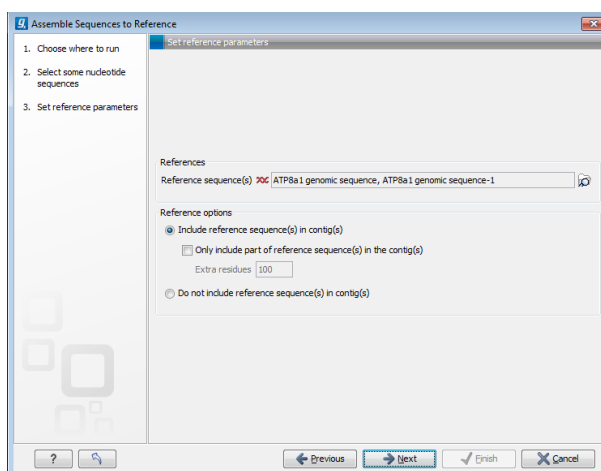 Assemble Sequences to Reference
1. Choose where to run
2. Select some nucleotide
sequences
3. Set reference parameters
Set reference parameters
References
Reference sequence(s) ATP8a1 genomic sequence, ATP8a1 genomic sequence-1
Reference options
Include reference sequence(s) in contig(s)
Only include part of reference sequence(s) in the contig(s)
Extra residues 100
Do not include reference sequence(s) in contig(s)
? Previous Next Finish Cancel